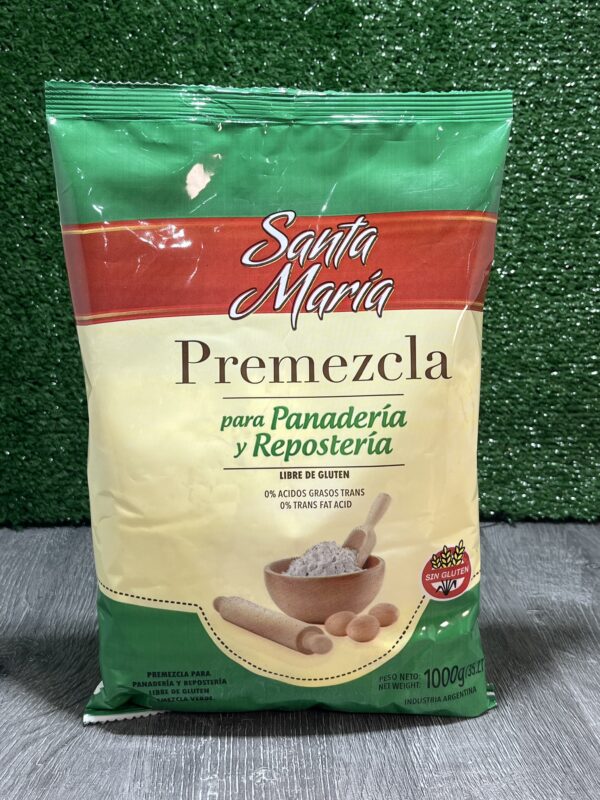 Santa
María
Premezcla
para Panadería
y Repostería
LIBRE DE GLUTEN
0% ACIDOS GRASOS TRANS
0% TRANS FAT ACID
SIN GLUTEN
PREMEZCLA PARA
PANADERÍA Y REPOSTERÍA
LIBRE DE GLUTEN
VERDE
PESO NETO:
NET WEIGHT: 1000g
INDUSTRIA ARGENTINA